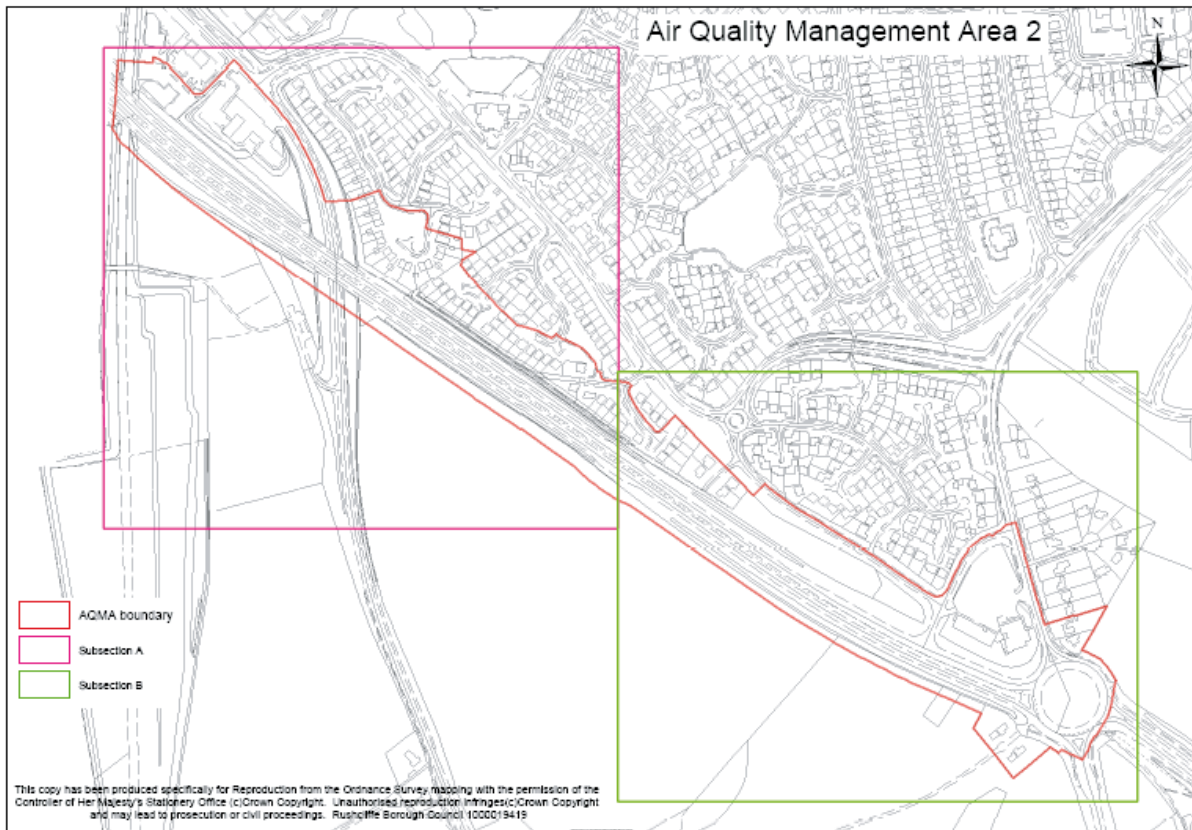 Air Quality Management Area 2
N
AQMA boundary
Subsection A
Subsection B
This copy has been produced specifically for Reproduction from the Ordnance Survey mapping with the permission of the
Controller of Her Majesty's Stationery Office (c)Crown Copyright. Unauthorised reproduction infringes(c)Crown Copyright
and may lead to prosecution or civil proceedings. Rushcliffe Borough Council 1000019419